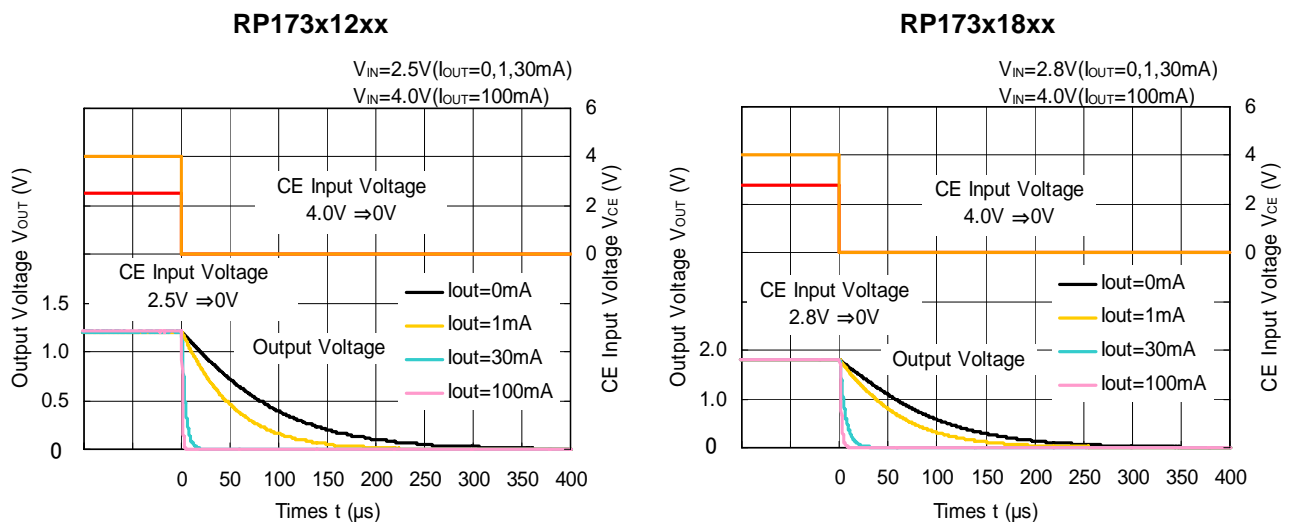 RP173x12xx
VIN=2.5V(IOUT=0,1,30mA)
VIN=4.0V(IOUT=100mA)
6
4
2
0
CE Input Voltage
4.0V ⇒0V
CE Input Voltage
2.5V ⇒0V
1.5
1.0
0.5
0
Output Voltage
Iout=0mA
Iout=1mA
Iout=30mA
Iout=100mA
Output Voltage VOUT (V)
CE Input Voltage VCE (V)
0 50 100 150 200 250 300 350 400
Times t (µs)
RP173x18xx
VIN=2.8V(IOUT=0,1,30mA)
VIN=4.0V(IOUT=100mA)
6
4
2
0
CE Input Voltage
4.0V ⇒0V
CE Input Voltage
2.8V ⇒0V
2.0
1.0
0
Output Voltage
Iout=0mA
Iout=1mA
Iout=30mA
Iout=100mA
Output Voltage VOUT (V)
CE Input Voltage VCE (V)
0 50 100 150 200 250 300 350 400
Times t (µs)